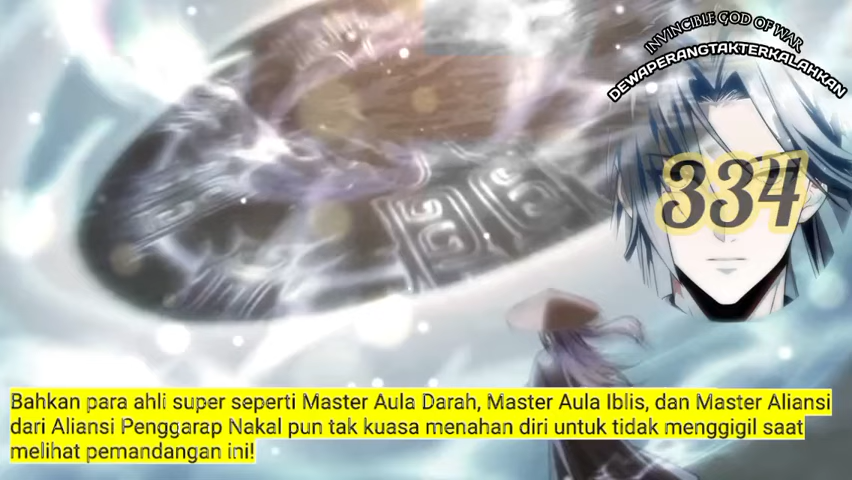 INVINCIBLE GOD OF WAR
DEWAPERANGTAKTERKALAHKAN
334
Bahkan para ahli super seperti Master Aula Darah, Master Aula Iblis, dan Master Aliansi
dari Aliansi Penggarap Nakal pun tak kuasa menahan diri untuk tidak menggigil saat
melihat pemandangan ini!